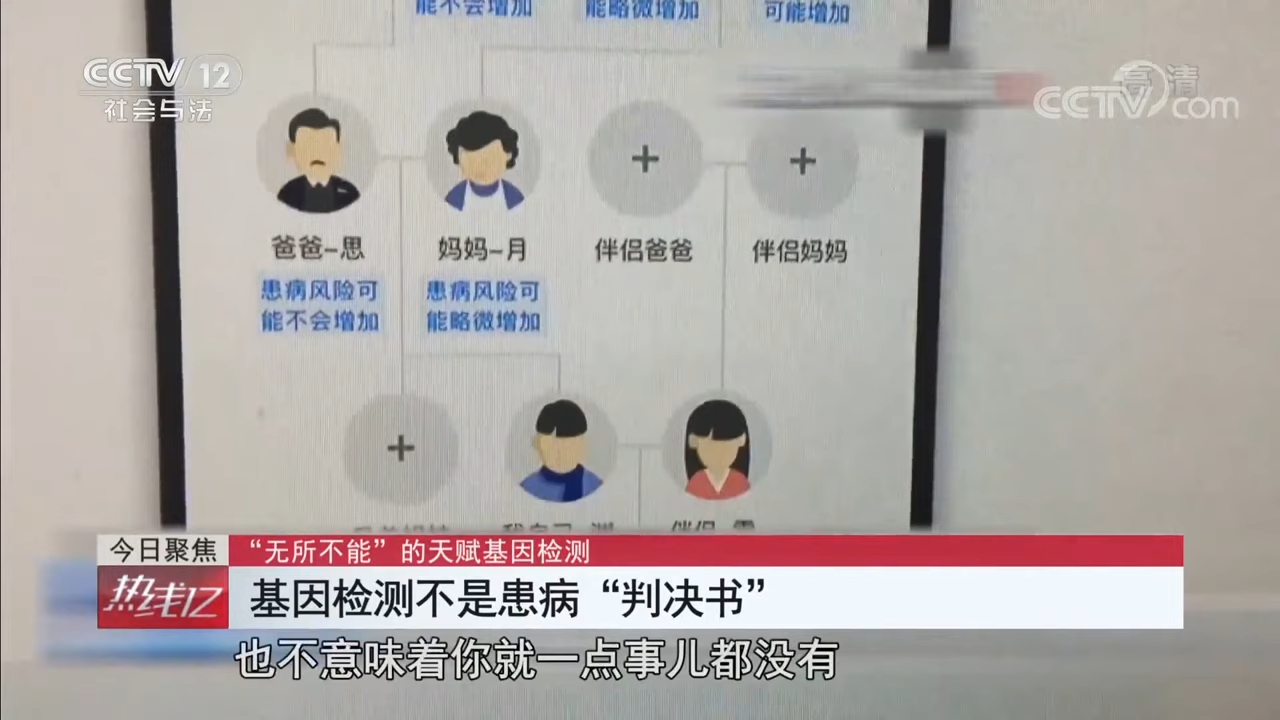 能不会增加
能略微增加
可能增加
CCTV 12
社会与法
高清
CCTV com
爸爸-思
妈妈-月
伴侣爸爸
伴侣妈妈
患病风险可
能不会增加
患病风险可
能略微增加
今日聚焦
“无所不能”的天赋基因检测
热线12
基因检测不是患病“判决书”
也不意味着你就一点事儿都没有